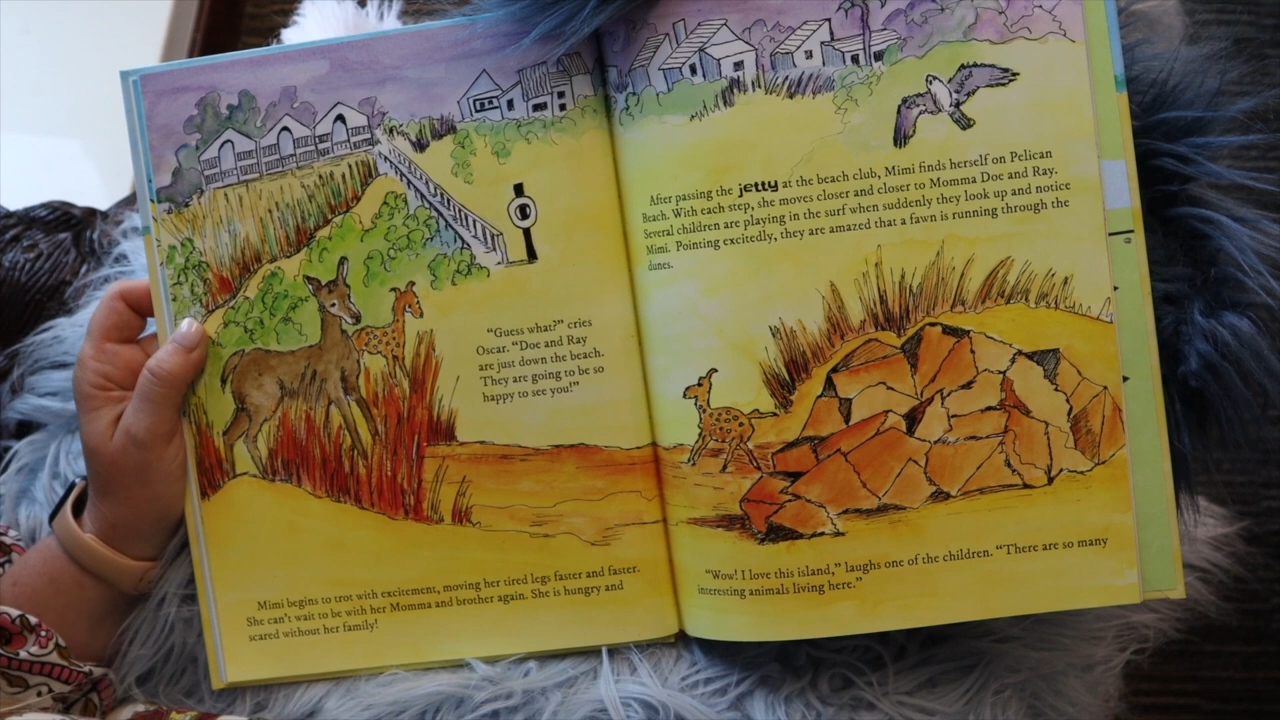 "Guess what?" cries
Oscar. "Doe and Ray
are just down the beach.
They are going to be so
happy to see you!"
Mimi begins to trot with excitement, moving her tired legs faster and faster.
She can't wait to be with her Momma and brother again. She is hungry and
scared without her family!
After passing the jetty at the beach club, Mimi finds herself on Pelican
Beach. With each step, she moves closer and closer to Momma Doe and Ray.
Several children are playing in the surf when suddenly they look up and notice
Mimi. Pointing excitedly, they are amazed that a fawn is running through the
dunes.
"Wow! I love this island," laughs one of the children. "There are so many
interesting animals living here."